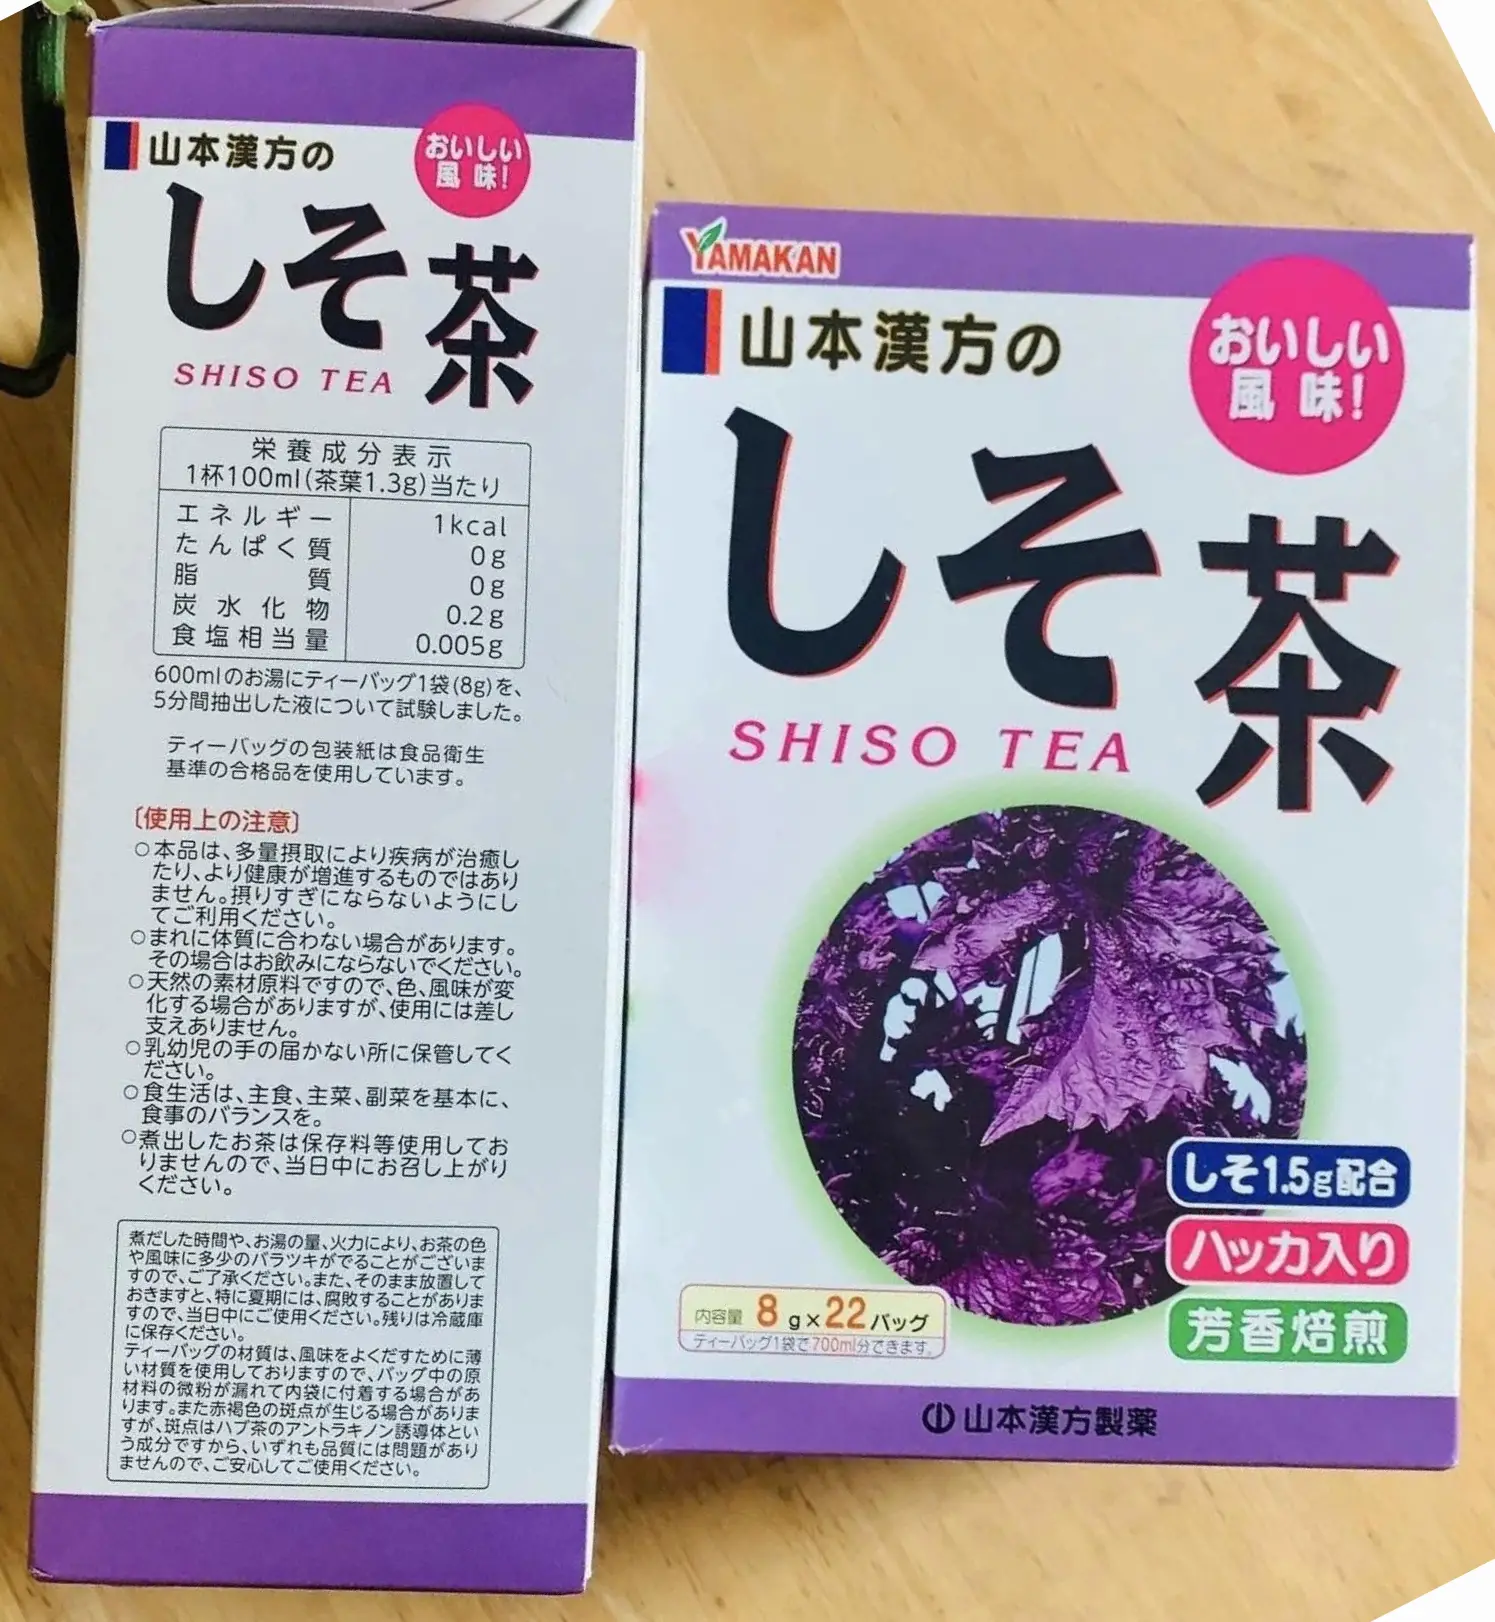 山本漢方の
おいしい
風味!
しそ茶
SHISO TEA
栄養成分表示
1杯100ml(茶葉1.3g)当たり
エネルギー 1kcal
たんぱく質 0g
脂質 0g
炭水化物 0.2g
食塩相当量 0.005g
600mlのお湯にティーバッグ1袋(8g)を、
5分間抽出した液について試験しました。
ティーバッグの包装紙は食品衛生
基準の合格品を使用しています。
〔使用上の注意〕
○本品は、多量摂取により疾病が治癒し
たり、より健康が増進するものではあり
ません。摂りすぎにならないようにし
てご利用ください。
○まれに体質に合わない場合があります。
その場合はお飲みにならないでください。
○天然の素材原料ですので、色、風味が変
化する場合がありますが、使用には差し
支えありません。
○乳幼児の手の届かない所に保管してく
ださい。
○食生活は、主食、主菜、副菜を基本に、
食事のバランスを。
○煮出したお茶は保存料等使用してお
りませんので、当日中にお召し上がり
ください。
煮だした時間や、お湯の量、火力により、お茶の色
や風味に多少のバラツキがでることがございま
すので、ご了承ください。また、そのまま放置して
おきますと、特に夏期には、腐敗することがありま
すので、当日中にご使用ください。残りは冷蔵庫
に保存ください。
ティーバッグの材質は、風味をよくだすために薄
い材質を使用しておりますので、バッグ中の原
材料の微粉が漏れて内袋に付着する場合があ
ります。また赤褐色の斑点が生じる場合がありま
すが、斑点はハブ茶のアントラキノン誘導体とい
う成分ですから、いずれも品質には問題があり
ませんので、ご安心してご使用ください。
YAMAKAN
山本漢方の
おいしい
風味!
しそ茶
SHISO TEA
しそ1.5g配合
ハッカ入り
芳香焙煎
内容量 8g×22バッグ
ティーバッグ1袋で700ml分できます。
山本漢方製薬